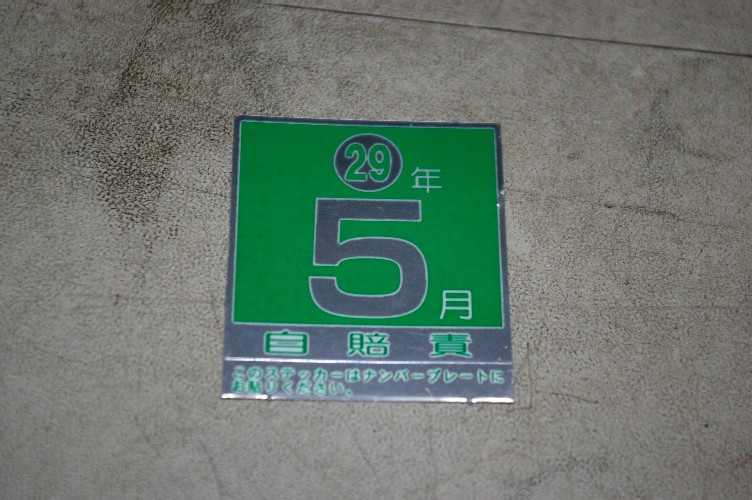 29年
5月
自賠責
このステッカーはナンバープレートに
お貼りください。